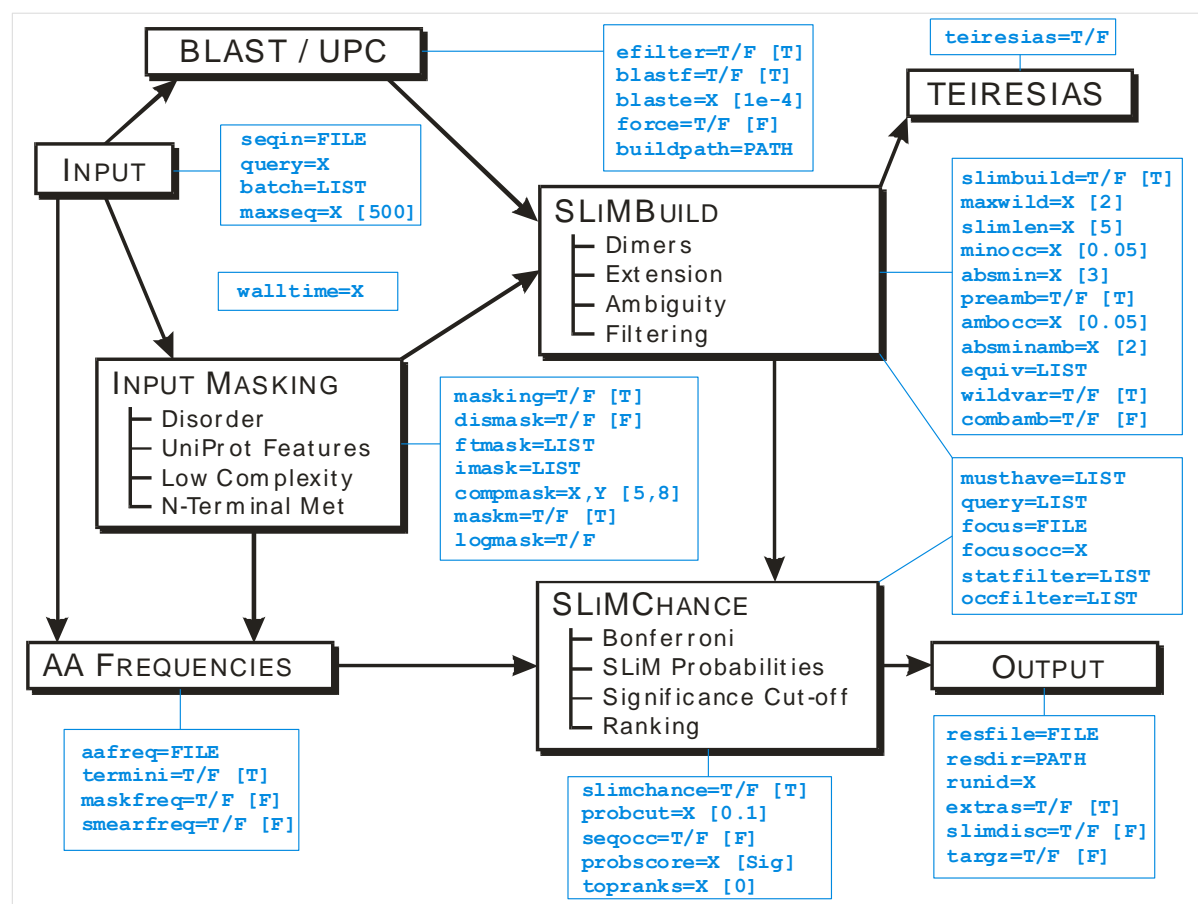 BLAST / UPC
efilter=T/F [T]
blastf=T/F [T]
blaste=X [1e-4]
force=T/F [F]
buildpath=PATH
teiresias=T/F
TEIRESIAS
INPUT
seqin=FILE
query=X
batch=LIST
maxseq=X [500]
walltime=X
SLIMBUILD
Dimers
Extension
Ambiguity
Filtering
slimbuild=T/F [T]
maxwild=X [2]
slimlen=X [5]
minocc=X [0.05]
absmin=X [3]
preamb=T/F [T]
ambocc=X [0.05]
absminamb=X [2]
equiv=LIST
wildvar=T/F [T]
combamb=T/F [F]
INPUT MASKING
Disorder
UniProt Features
Low Complexity
N-Terminal Met
masking=T/F [T]
dismask=T/F [F]
ftmask=LIST
imask=LIST
compmask=X,Y [5,8]
maskm=T/F [T]
logmask=T/F
musthave=LIST
query=LIST
focus=FILE
focusocc=X
statfilter=LIST
occfilter=LIST
AA FREQUENCIES
aafreq=FILE
termini=T/F [T]
maskfreq=T/F [F]
smearfreq=T/F [F]
SLIMCHANCE
Bonferroni
SLiM Probabilities
Significance Cut-off
Ranking
slimchance=T/F [T]
probcut=X [0.1]
seqocc=T/F [F]
probscore=X [Sig]
topranks=X [0]
OUTPUT
resfile=FILE
resdir=PATH
runid=X
extras=T/F [T]
slimdisc=T/F [F]
targz=T/F [F]